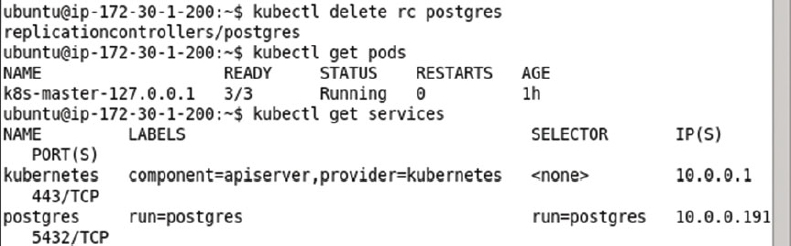 ubuntu@ip-172-30-1-200:~$ kubectl delete rc postgres
replicationcontrollers/postgres
ubuntu@ip-172-30-1-200:~$ kubectl get pods
NAME                   READY     STATUS    RESTARTS   AGE
k8s-master-127.0.0.1   3/3       Running   0          1h
ubuntu@ip-172-30-1-200:~$ kubectl get services
NAME         LABELS                                    SELECTOR       IP(S)
   PORT(S)
kubernetes   component=apiserver,provider=kubernetes   <none>         10.0.0.1
   443/TCP
postgres     run=postgres                              run=postgres   10.0.0.191
   5432/TCP